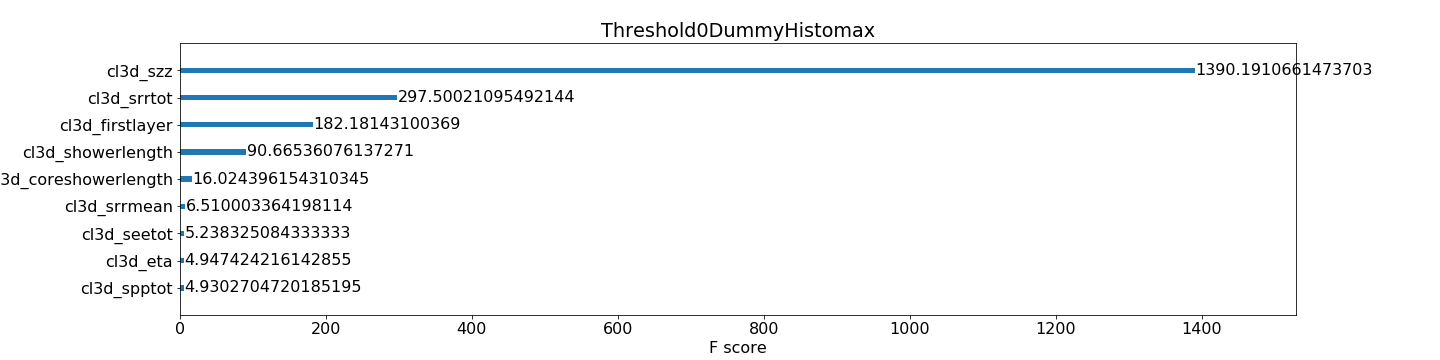 Threshold0DummyHistomax
cl3d_szz 1390.1910661473703
cl3d_srrtot 297.50021095492144
cl3d_firstlayer 182.18143100369
cl3d_showerlength 90.66536076137271
3d_coreshowerlength 16.024396154310345
cl3d_srrmean 6.510003364198114
cl3d_seetot 5.238325084333333
cl3d_eta 4.947424216142855
cl3d_spptot 4.9302704720185195
0 200 400 600 800 1000 1200 1400
F score